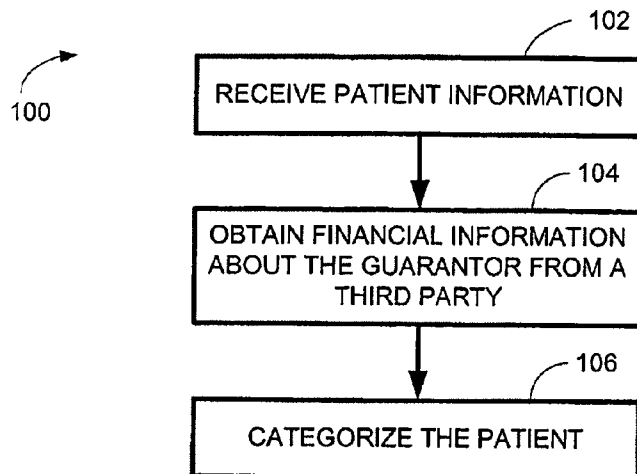 102
100
RECEIVE PATIENT INFORMATION
104
OBTAIN FINANCIAL INFORMATION
ABOUT THE GUARANTOR FROM A
THIRD PARTY
106
CATEGORIZE THE PATIENT